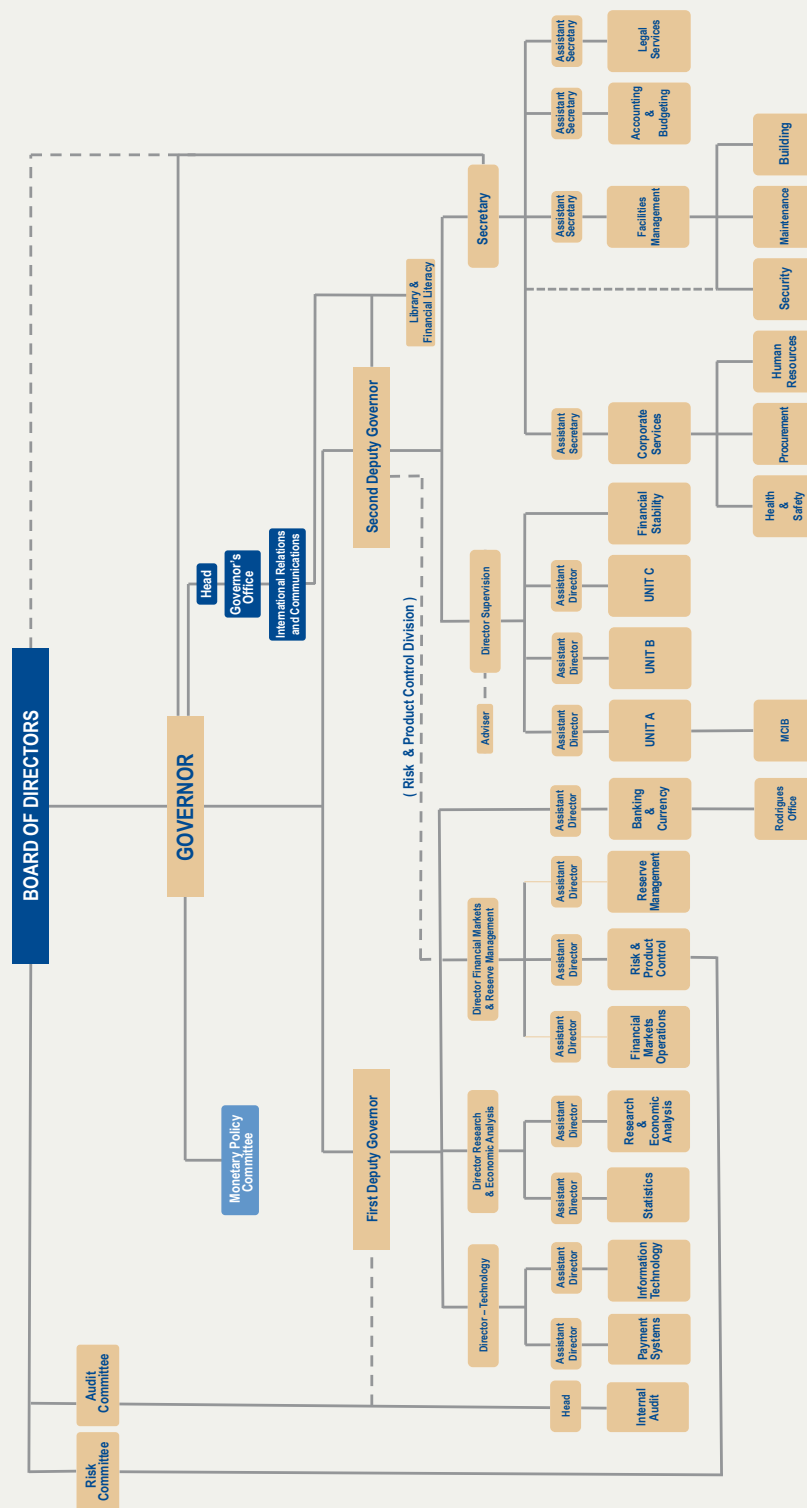 BOARD OF DIRECTORS
Risk
Committee
Audit
Committee
GOVERNOR
Monetary Policy
Committee
Head
Governor's
Office
International Relations
and Communications
First Deputy Governor
Second Deputy Governor
( Risk & Product Control Division )
Library &
Financial Literacy
Director – Technology
Director Research
& Economic Analysis
Director Financial Markets
& Reserve Management
Adviser
Director Supervision
Secretary
Head
Assistant
Director
Assistant
Director
Assistant
Director
Assistant
Director
Assistant
Director
Assistant
Director
Assistant
Director
Assistant
Director
Assistant
Director
Assistant
Director
Assistant
Director
Assistant
Secretary
Assistant
Secretary
Assistant
Secretary
Assistant
Secretary
Internal
Audit
Payment
Systems
Information
Technology
Statistics
Research
&
Economic
Analysis
Financial
Markets
Operations
Risk &
Product
Control
Reserve
Management
Banking
&
Currency
UNIT A
UNIT B
UNIT C
Financial
Stability
Corporate
Services
Facilities
Management
Accounting
&
Budgeting
Legal
Services
Rodrigues
Office
MCIB
Health
&
Safety
Procurement
Human
Resources
Security
Maintenance
Building